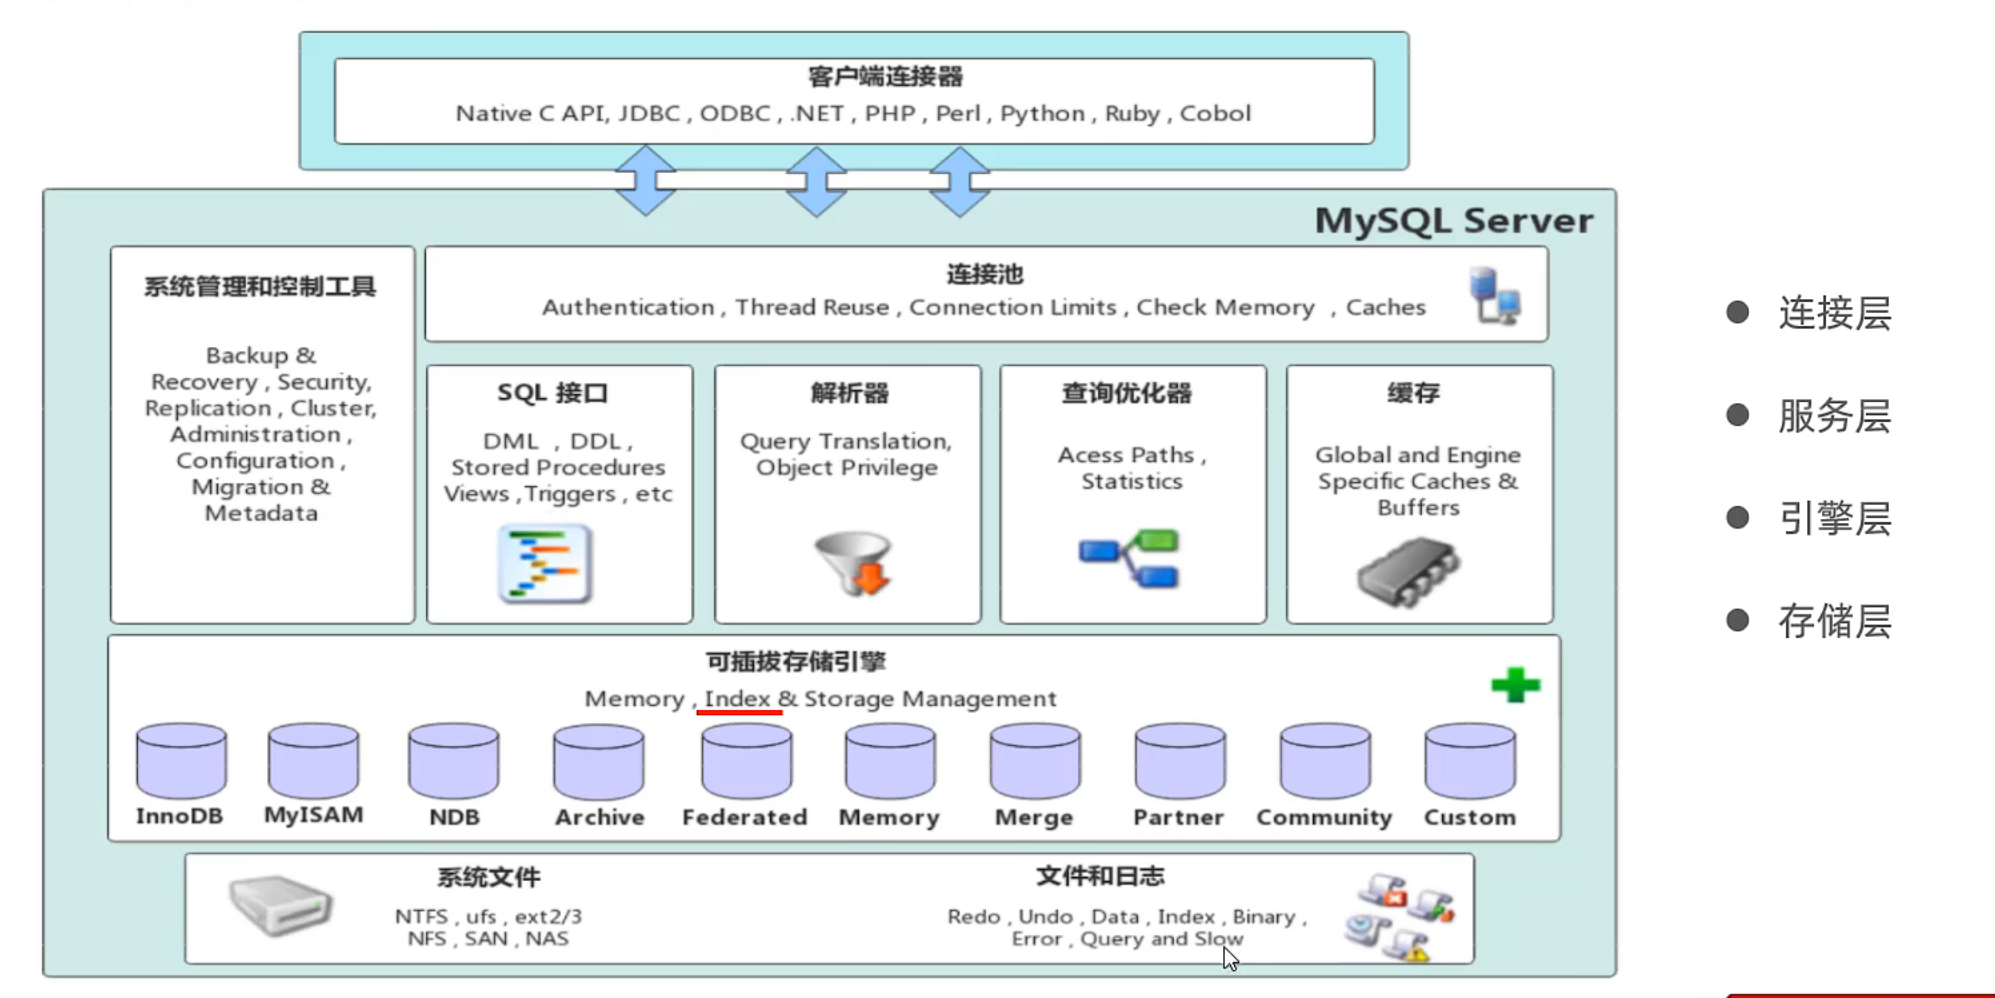 客户端连接器
Native C API, JDBC , ODBC , .NET , PHP , Perl , Python , Ruby , Cobol
MySQL Server
系统管理和控制工具
Backup &
Recovery , Security,
Replication , Cluster,
Administration ,
Configuration ,
Migration &
Metadata
连接池
Authentication , Thread Reuse , Connection Limits , Check Memory , Caches
SQL 接口
DML , DDL ,
Stored Procedures
Views , Triggers , etc
解析器
Query Translation,
Object Privilege
查询优化器
Acess Paths ,
Statistics
缓存
Global and Engine
Specific Caches &
Buffers
可插拔存储引擎
Memory , Index & Storage Management
InnoDB
MyISAM
NDB
Archive
Federated
Memory
Merge
Partner
Community
Custom
系统文件
NTFS , ufs , ext2/3
NFS , SAN , NAS
文件和日志
Redo , Undo , Data , Index , Binary ,
Error , Query and Slow
● 连接层
● 服务层
● 引擎层
● 存储层